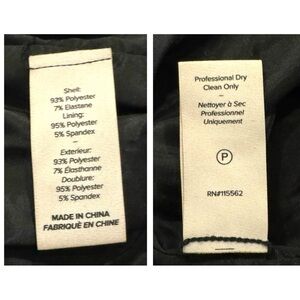 Shell:
93% Polyester
7% Elastane
Lining:
95% Polyester
5% Spandex
Exterieur:
93% Polyester
7% Élasthanne
Doublure:
95% Polyester
5% Spandex
MADE IN CHINA
FABRIQUÉ EN CHINE
Professional Dry
Clean Only
Nettoyer à Sec
Professionnel
Uniquement
P
RN#115562